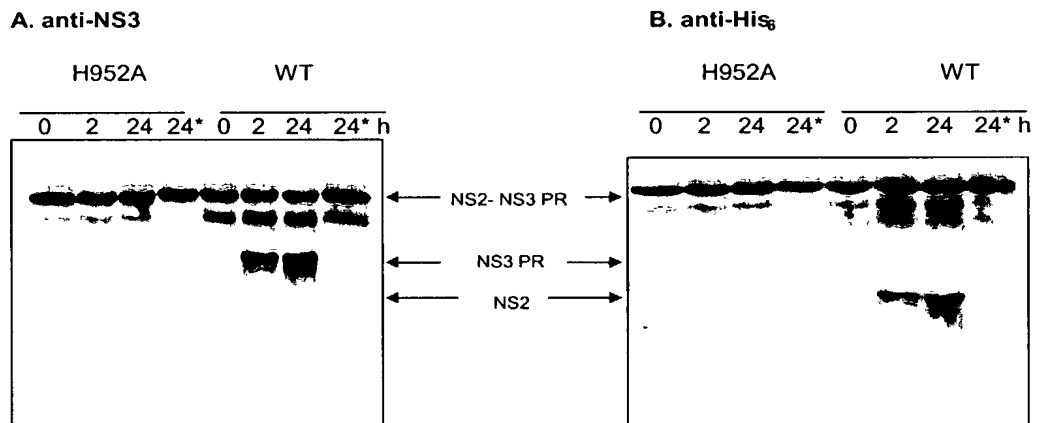 A. anti-NS3
B. anti-His6
H952A WT
H952A WT
0 2 24 24* 0 2 24 24* h
0 2 24 24* 0 2 24 24* h
NS2- NS3 PR
NS3 PR
NS2